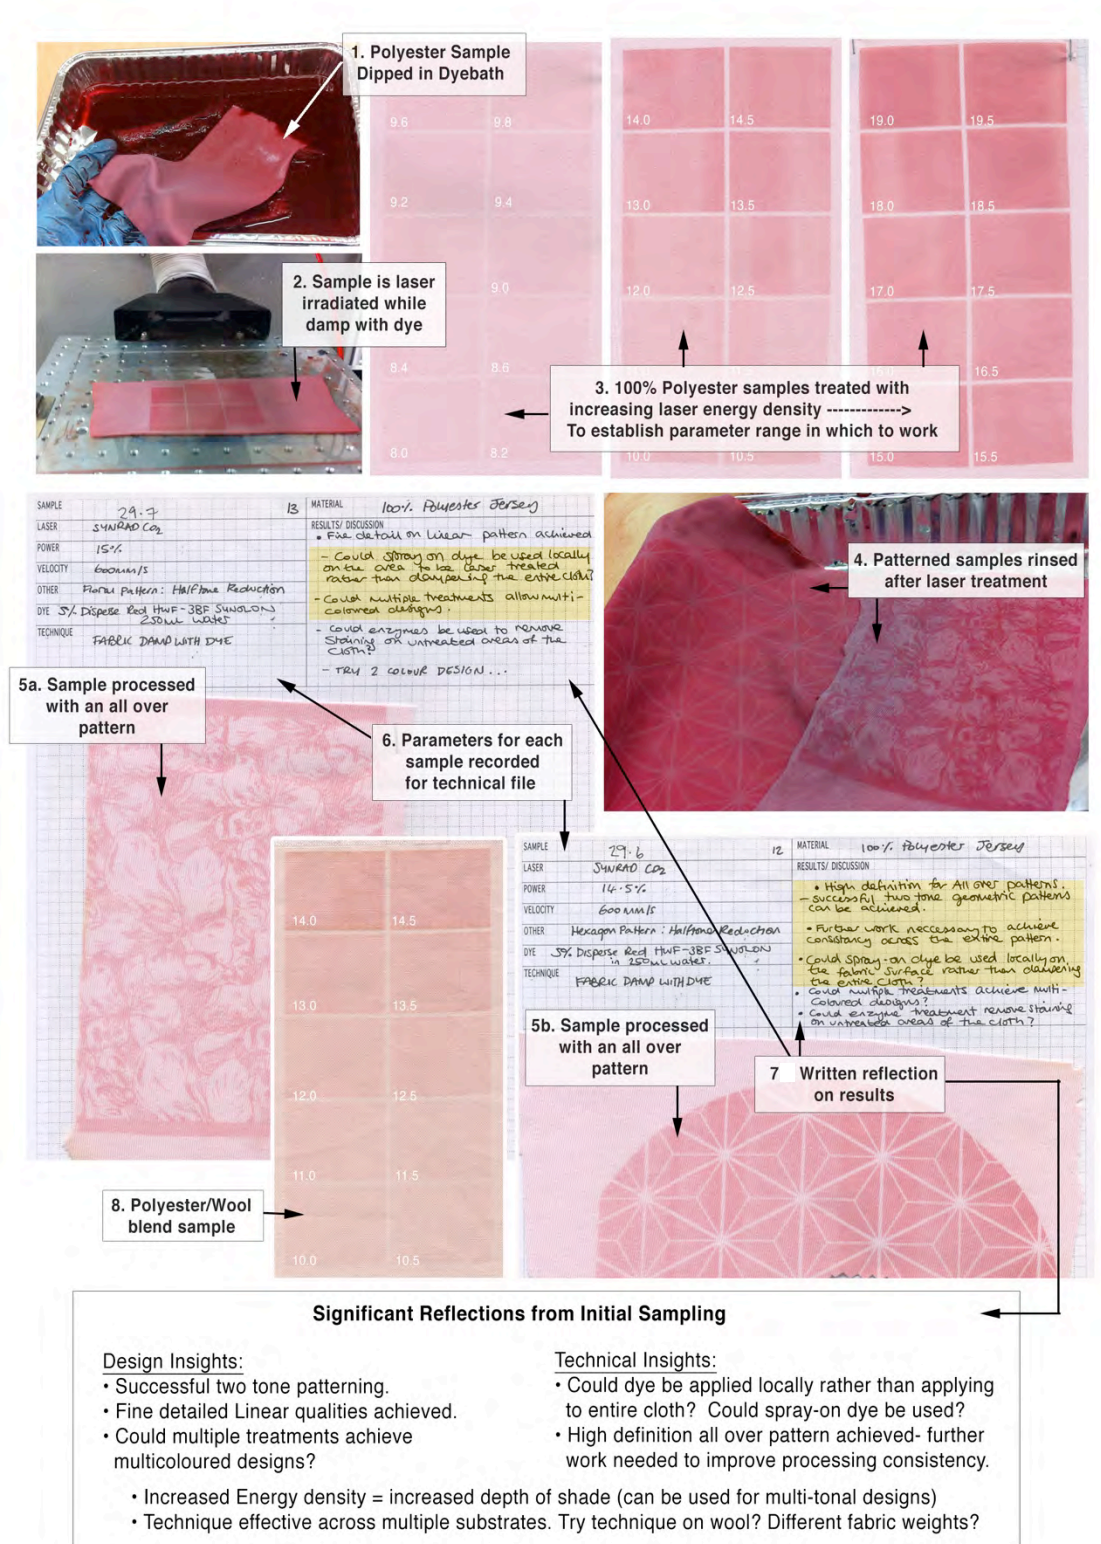 1. Polyester Sample
Dipped in Dyebath
9.6 9.8
9.2 9.4
9.0
8.4 8.6
8.0 8.2
14.0 14.5
13.0 13.5
12.0 12.5
10.0 10.5
19.0 19.5
18.0 18.5
17.0 17.5
16.5
15.0 15.5
2. Sample is laser
irradiated while
damp with dye
3. 100% Polyester samples treated with
increasing laser energy density ------------->
To establish parameter range in which to work
SAMPLE 29.7 13
LASER SYNRAD CO2
POWER 15%
VELOCITY 600mm/s
OTHER Floral Pattern: Halftone Reduction
DYE 5% Disperse Red HWF-3BF SUNOLON
250ml water
TECHNIQUE FABRIC DAMP WITH DYE
MATERIAL 100% Polyester Jersey
RESULTS/ DISCUSSION
• Fine detail on linear pattern achieved
- Could spray on dye be used locally
on the area to be laser treated
rather than dampening the entire cloth?
- Could multiple treatments allow multi-
coloured designs.
- Could enzymes be used to remove
Staining on untreated areas of the
cloth?
- TRY 2 COLOUR DESIGN...
4. Patterned samples rinsed
after laser treatment
5a. Sample processed
with an all over
pattern
6. Parameters for each
sample recorded
for technical file
SAMPLE 29.6 12
LASER SYNRAD CO2
POWER 14.5%
VELOCITY 600mm/s
OTHER Hexagon Pattern: Halftone Reduction
DYE 5% Disperse Red HWF-3BF SUNOLON
in 250ml water.
TECHNIQUE FABRIC DAMP WITH DYE
MATERIAL 100% Polyester Jersey
RESULTS/ DISCUSSION
• High definition for All over patterns.
- successful two tone geometric patterns
can be achieved.
• Further work neccessary to achieve
consistency across the entire pattern.
• Could spray-on dye be used locally on
the fabric surface rather than dampening
the entire cloth?
• Could multiple treatments achieve multi-
coloured designs?
• Could enzyme treatment remove staining
on untreated areas of the cloth?
14.0 14.5
13.0 13.5
12.0 12.5
11.0 11.5
10.0 10.5
5b. Sample processed
with an all over
pattern
7 Written reflection
on results
8. Polyester/Wool
blend sample
Significant Reflections from Initial Sampling
Design Insights:
• Successful two tone patterning.
• Fine detailed Linear qualities achieved.
• Could multiple treatments achieve
multicoloured designs?
Technical Insights:
• Could dye be applied locally rather than applying
to entire cloth? Could spray-on dye be used?
• High definition all over pattern achieved- further
work needed to improve processing consistency.
• Increased Energy density = increased depth of shade (can be used for multi-tonal designs)
• Technique effective across multiple substrates. Try technique on wool? Different fabric weights?